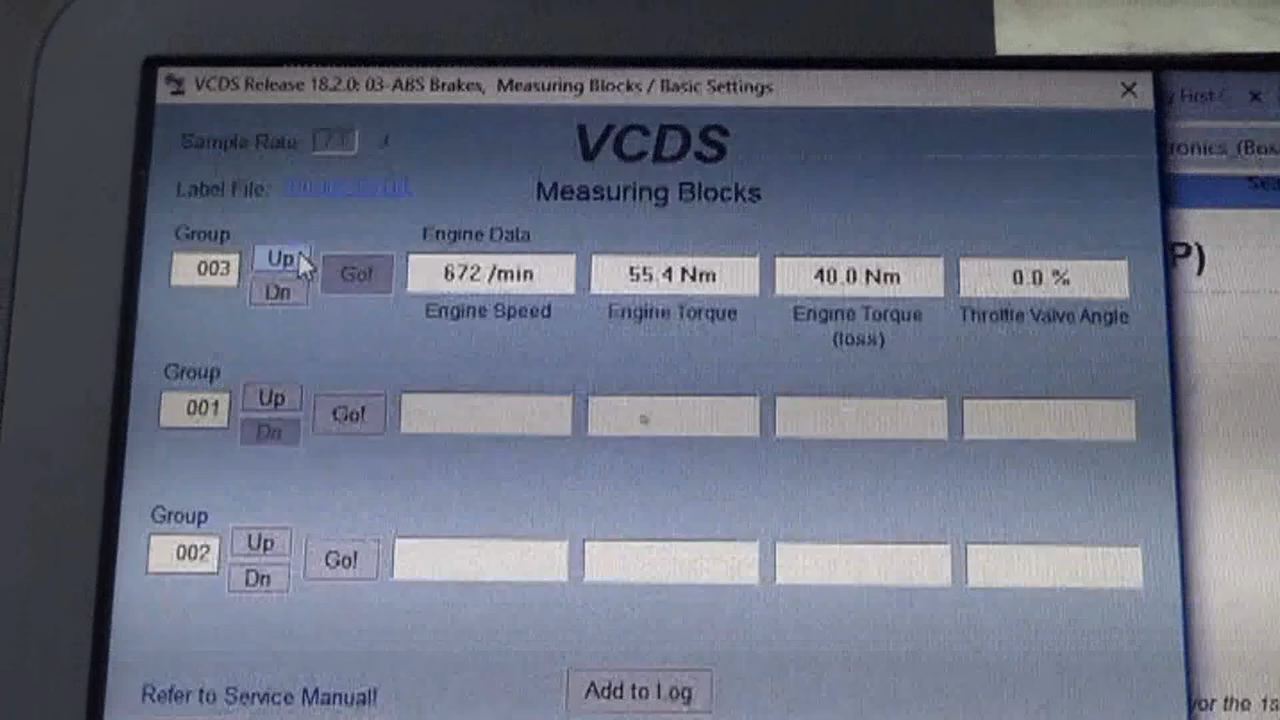 VCDS Release 18.2.0: 03-ABS Brakes, Measuring Blocks / Basic Settings
y First
Sample Rate
VCDS
Label File:
Measuring Blocks
Group
Engine Data
003 Up Go! 672 /min 55.4 Nm 40.0 Nm 0.0 %
Dn
P)
Engine Speed Engine Torque Engine Torque Throttle Valve Angle
(loss)
Group
001 Up Go!
Dn
Group
002 Up Go!
Dn
Refer to Service Manual!
Add to Log